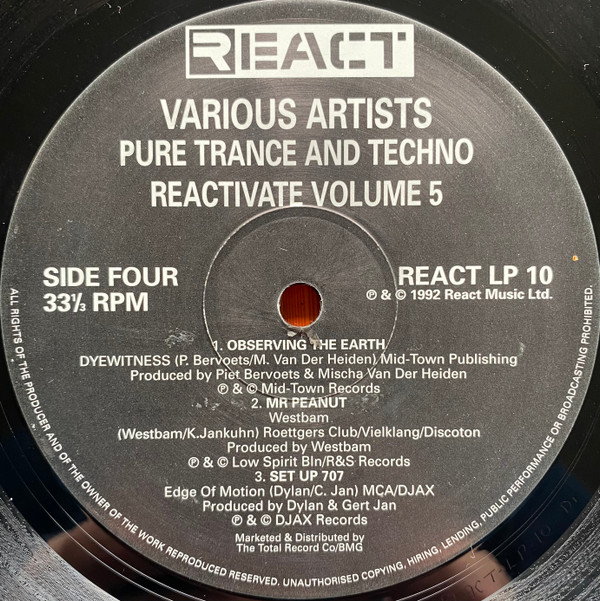 REACT
VARIOUS ARTISTS
PURE TRANCE AND TECHNO
REACTIVATE VOLUME 5
SIDE FOUR
33⅓ RPM
REACT LP 10
℗ & © 1992 React Music Ltd.
1. OBSERVING THE EARTH
DYEWITNESS (P. Bervoets/M. Van Der Heiden) Mid-Town Publishing
Produced by Piet Bervoets & Mischa Van Der Heiden
℗ & © Mid-Town Records
2. MR PEANUT
Westbam
(Westbam/K.Jankuhn) Roettgers Club/Vielklang/Discoton
Produced by Westbam
℗ & © Low Spirit Bln/R&S Records
3. SET UP 707
Edge Of Motion (Dylan/C. Jan) MCA/DJAX
Produced by Dylan & Gert Jan
℗ & © DJAX Records
Marketed & Distributed by
The Total Record Co/BMG
ALL RIGHTS OF THE PRODUCER AND OF THE OWNER OF THE WORK REPRODUCED RESERVED. UNAUTHORISED COPYING, HIRING, LENDING, PUBLIC PERFORMANCE OR BROADCASTING PROHIBITED.